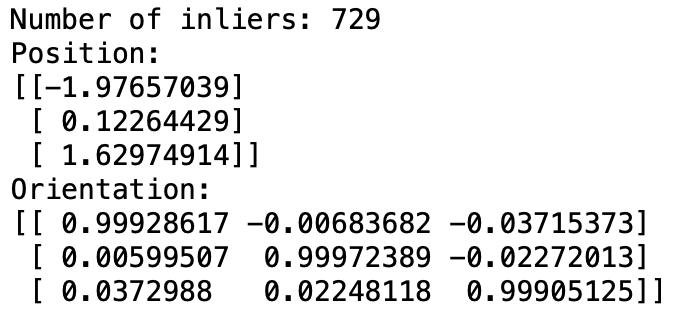 Number of inliers: 729
Position:
[[-1.97657039]
 [ 0.12264429]
 [ 1.62974914]]
Orientation:
[[ 0.99928617 -0.00683682 -0.03715373]
 [ 0.00599507  0.99972389 -0.02272013]
 [ 0.0372988   0.02248118  0.99905125]]